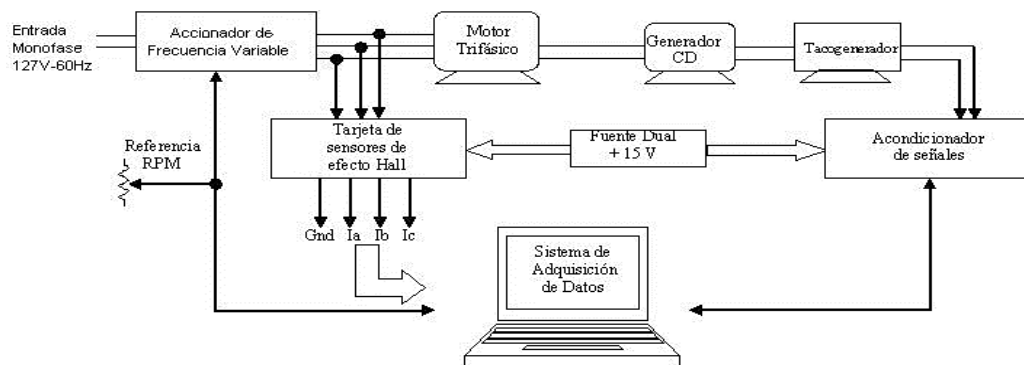 Entrada
Monofase
127V-60Hz
Accionador de
Frecuencia Variable
Motor
Trifásico
Generador
CD
Tacogenerador
Referencia
RPM
Tarjeta de
sensores de
efecto Hall
Fuente Dual
+ 15 V
Acondicionador
de señales
Gnd Ia Ib Ic
Sistema de
Adquisición
de Datos